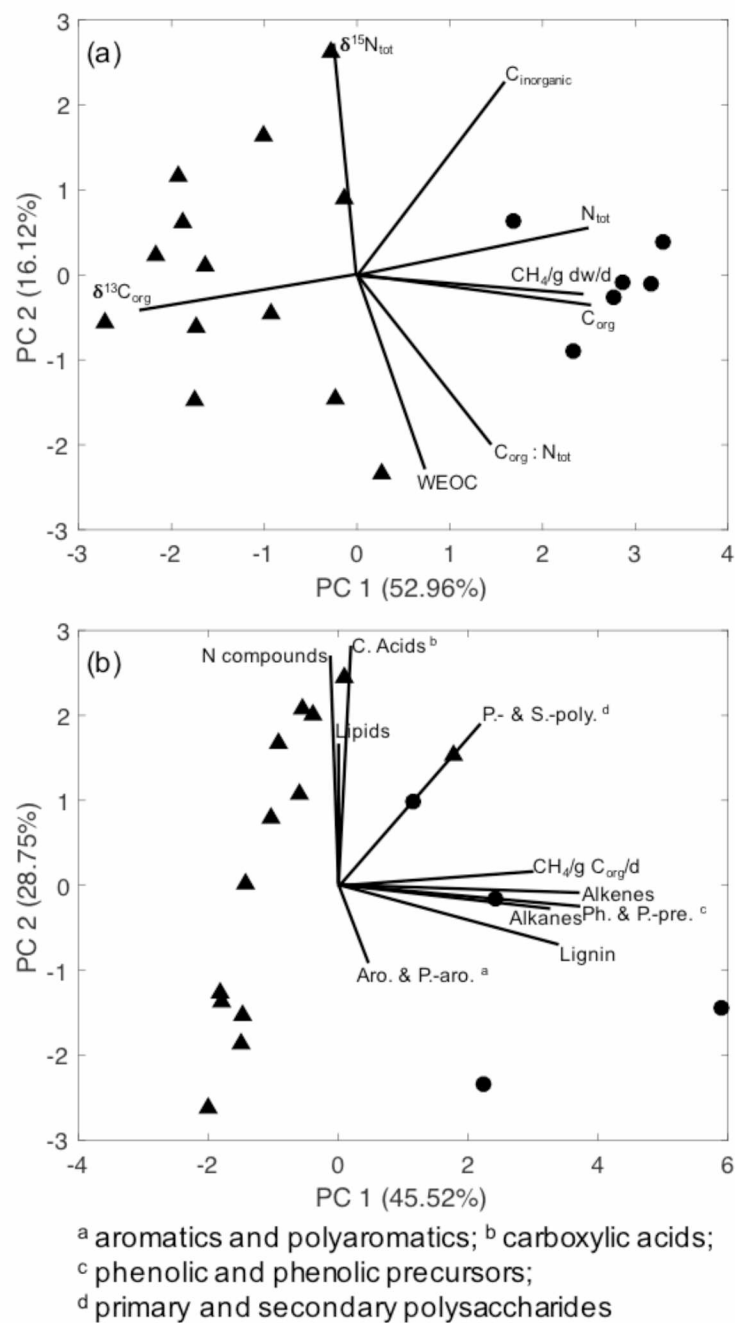 (a)
δ15Ntot
Cinorganic
Ntot
CH4/g dw/d
Corg
δ13Corg
Corg : Ntot
WEOC
PC 2 (16.12%)
3
2
1
0
-1
-2
-3
-3 -2 -1 0 1 2 3 4
PC 1 (52.96%)
(b)
N compounds
C. Acids b
P.- & S.-poly. d
Lipids
CH4/g Corg/d
Alkenes
Alkanes
Ph. & P.-pre. c
Lignin
Aro. & P.-aro. a
PC 2 (28.75%)
3
2
1
0
-1
-2
-3
-4 -2 0 2 4 6
PC 1 (45.52%)
a aromatics and polyaromatics; b carboxylic acids;
c phenolic and phenolic precursors;
d primary and secondary polysaccharides